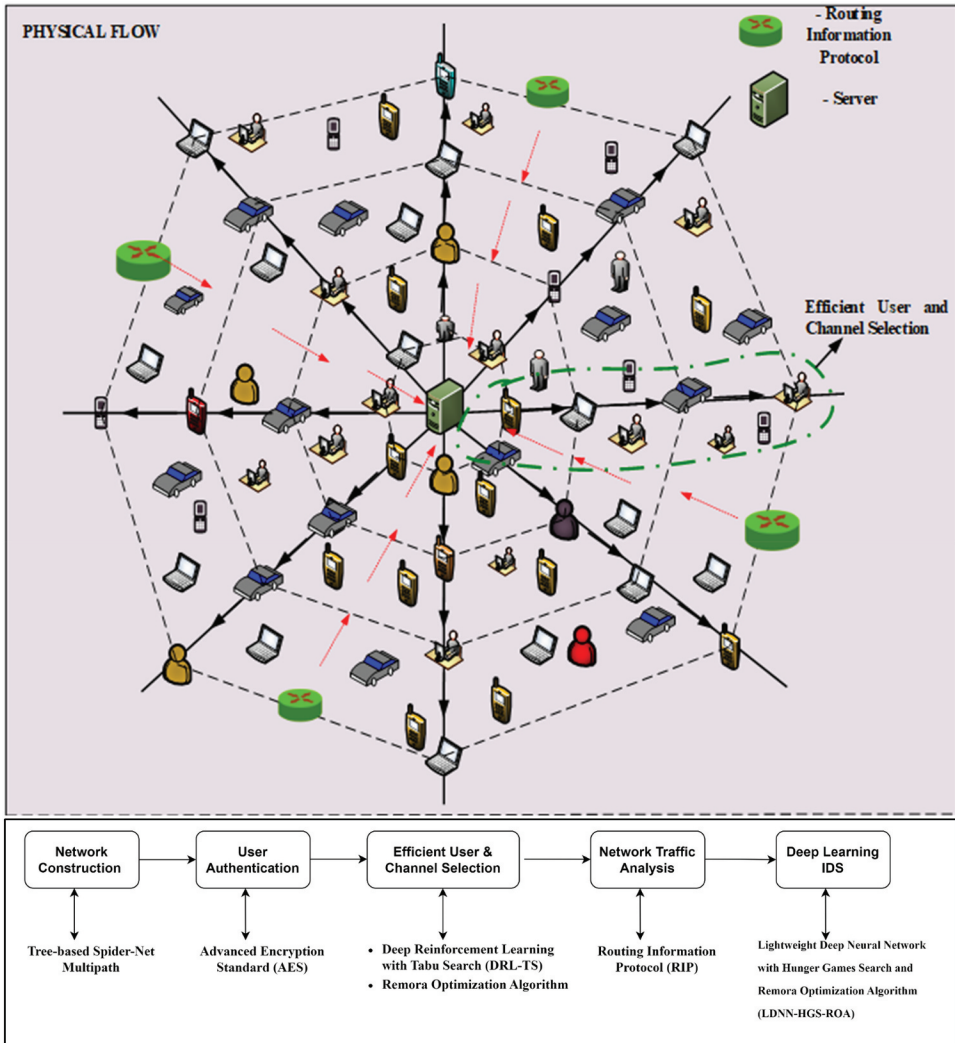 PHYSICAL FLOW
- Routing
Information
Protocol
- Server
Efficient User and
Channel Selection
Network
Construction
User
Authentication
Efficient User &
Channel Selection
Network Traffic
Analysis
Deep Learning
IDS
Tree-based Spider-Net
Multipath
Advanced Encryption
Standard (AES)
• Deep Reinforcement Learning
with Tabu Search (DRL-TS)
• Remora Optimization Algorithm
Routing Information
Protocol (RIP)
Lightweight Deep Neural Network
with Hunger Games Search and
Remora Optimization Algorithm
(LDNN-HGS-ROA)